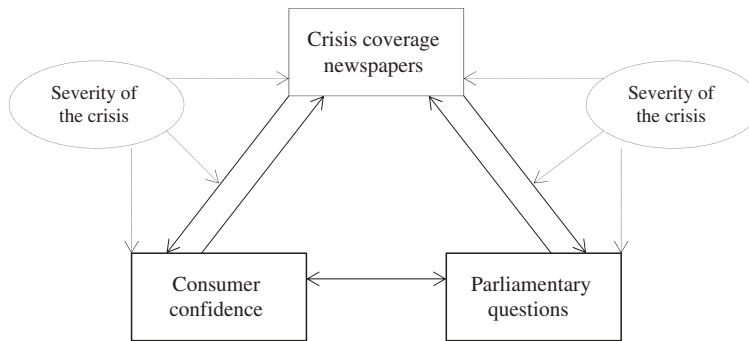 Crisis coverage
newspapers
Severity of
the crisis
Severity of
the crisis
Consumer
confidence
Parliamentary
questions